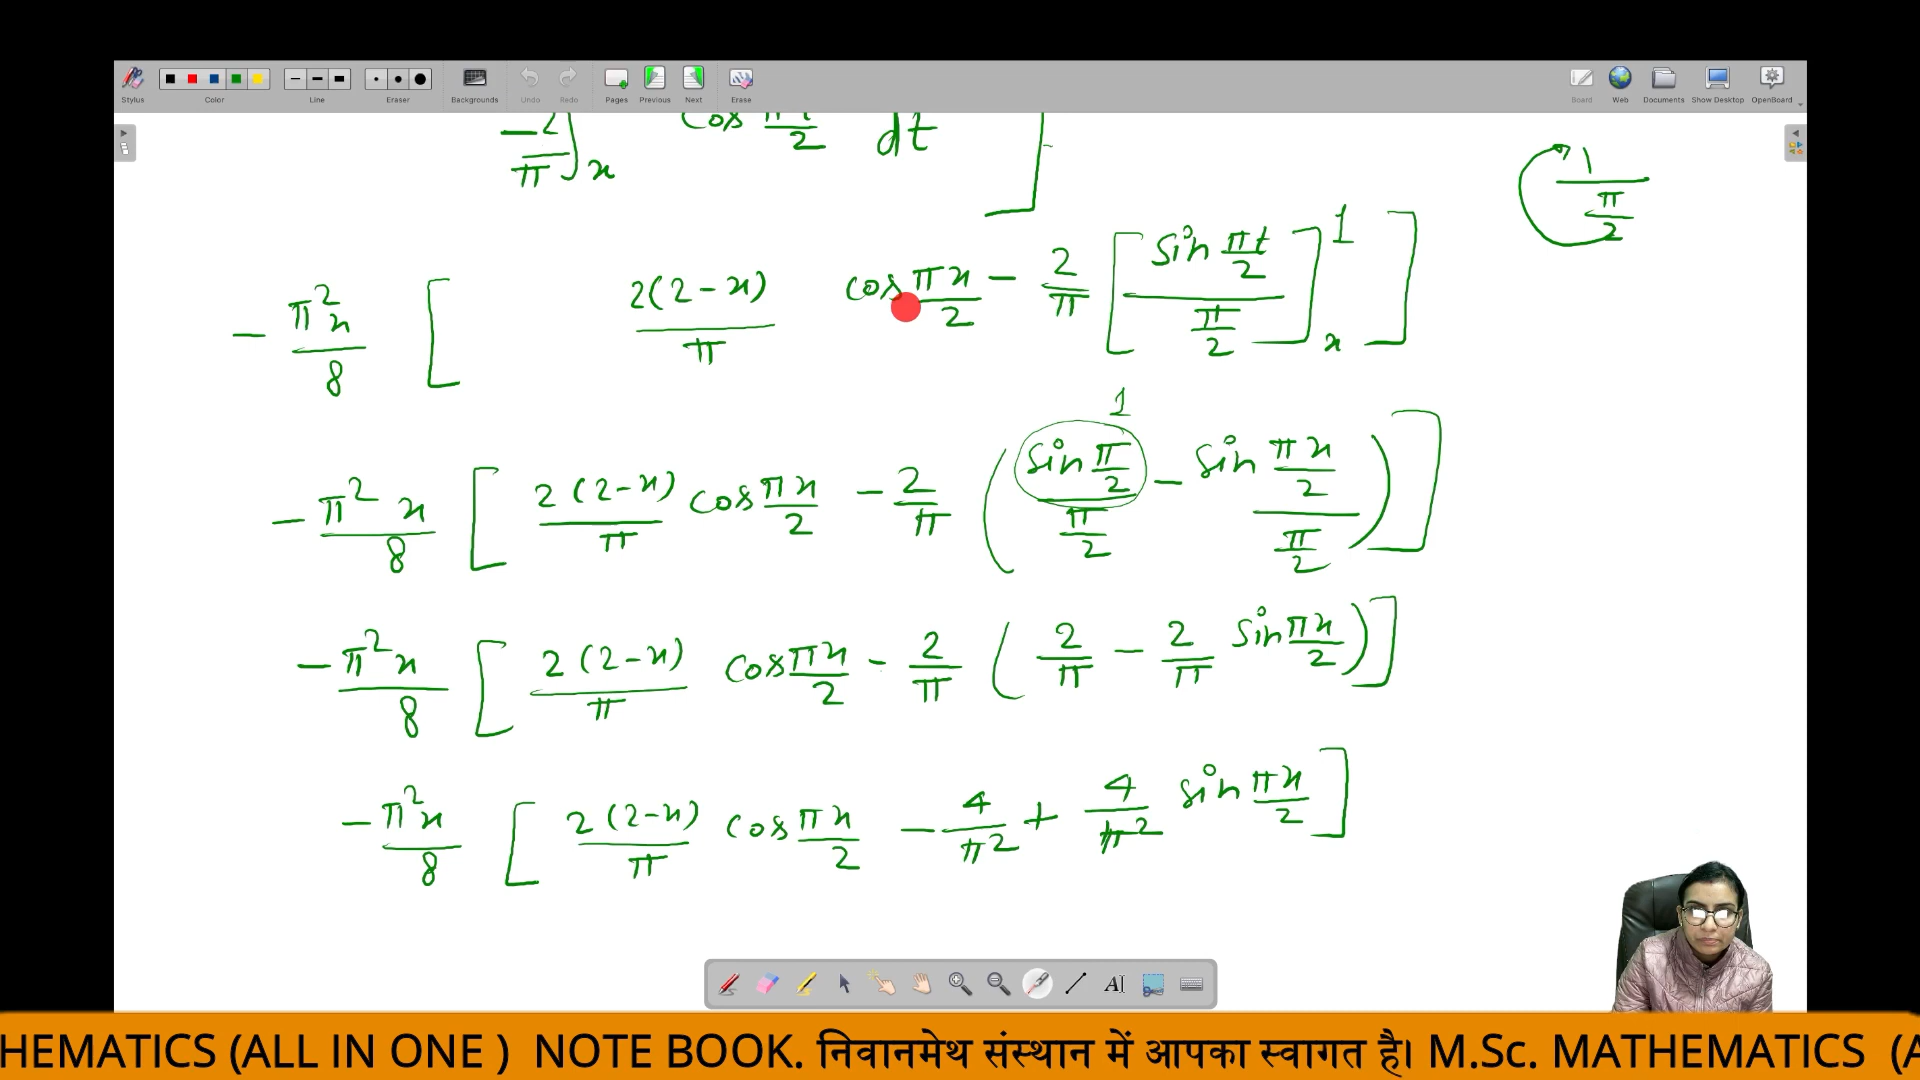 Stylus Color Line Eraser Backgrounds Undo Redo Pages Previous Next Erase Board Web Documents Show Desktop OpenBoard
-2/π ∫x cos πt/2 dt ]
1/(π/2)
- π²x/8 [ 2(2-x)/π cos πx/2 - 2/π [ sin πt/2 / (π/2) ]x 1 ]
- π² x/8 [ 2(2-x)/π cos πx/2 - 2/π ( sin π/2 / (π/2) - sin πx/2 / (π/2) ) ]
1
- π²x/8 [ 2(2-x)/π cos πx/2 - 2/π ( 2/π - 2/π sin πx/2 ) ]
- π²x/8 [ 2(2-x)/π cos πx/2 - 4/π² + 4/π² sin πx/2 ]
HEMATICS (ALL IN ONE ) NOTE BOOK. निवानमेथ संस्थान में आपका स्वागत है। M.Sc. MATHEMATICS (A